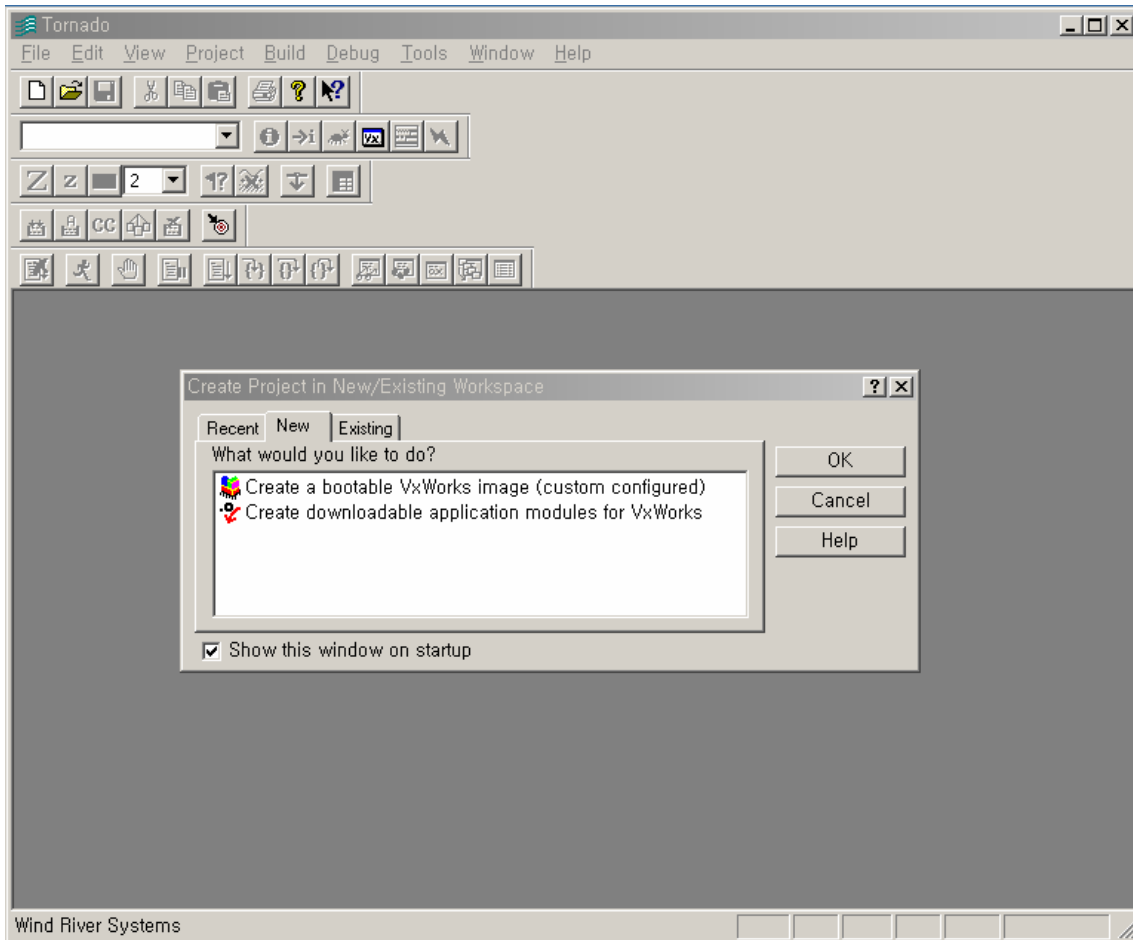 Tornado
File Edit View Project Build Debug Tools Window Help
2
CC
Create Project in New/Existing Workspace
Recent New Existing
What would you like to do?
Create a bootable VxWorks image (custom configured)
Create downloadable application modules for VxWorks
OK
Cancel
Help
Show this window on startup
Wind River Systems